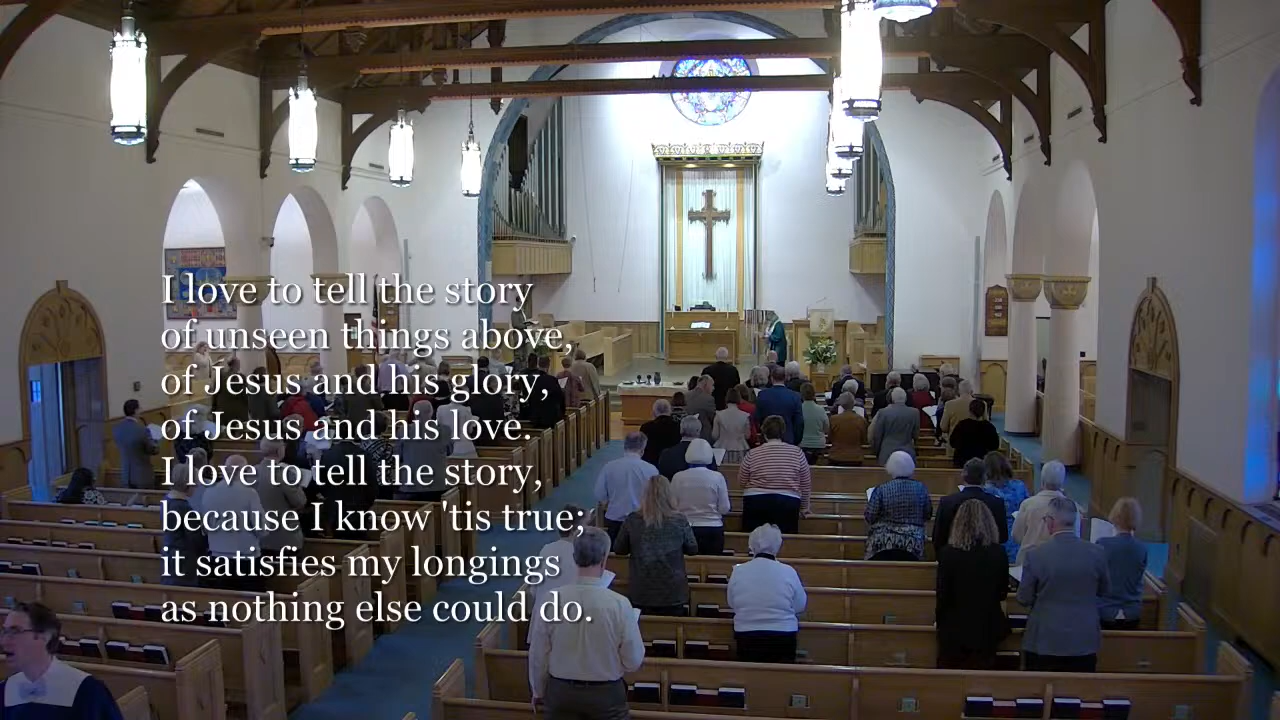 I love to tell the story
of unseen things above,
of Jesus and his glory,
of Jesus and his love.
I love to tell the story,
because I know 'tis true;
it satisfies my longings
as nothing else could do.